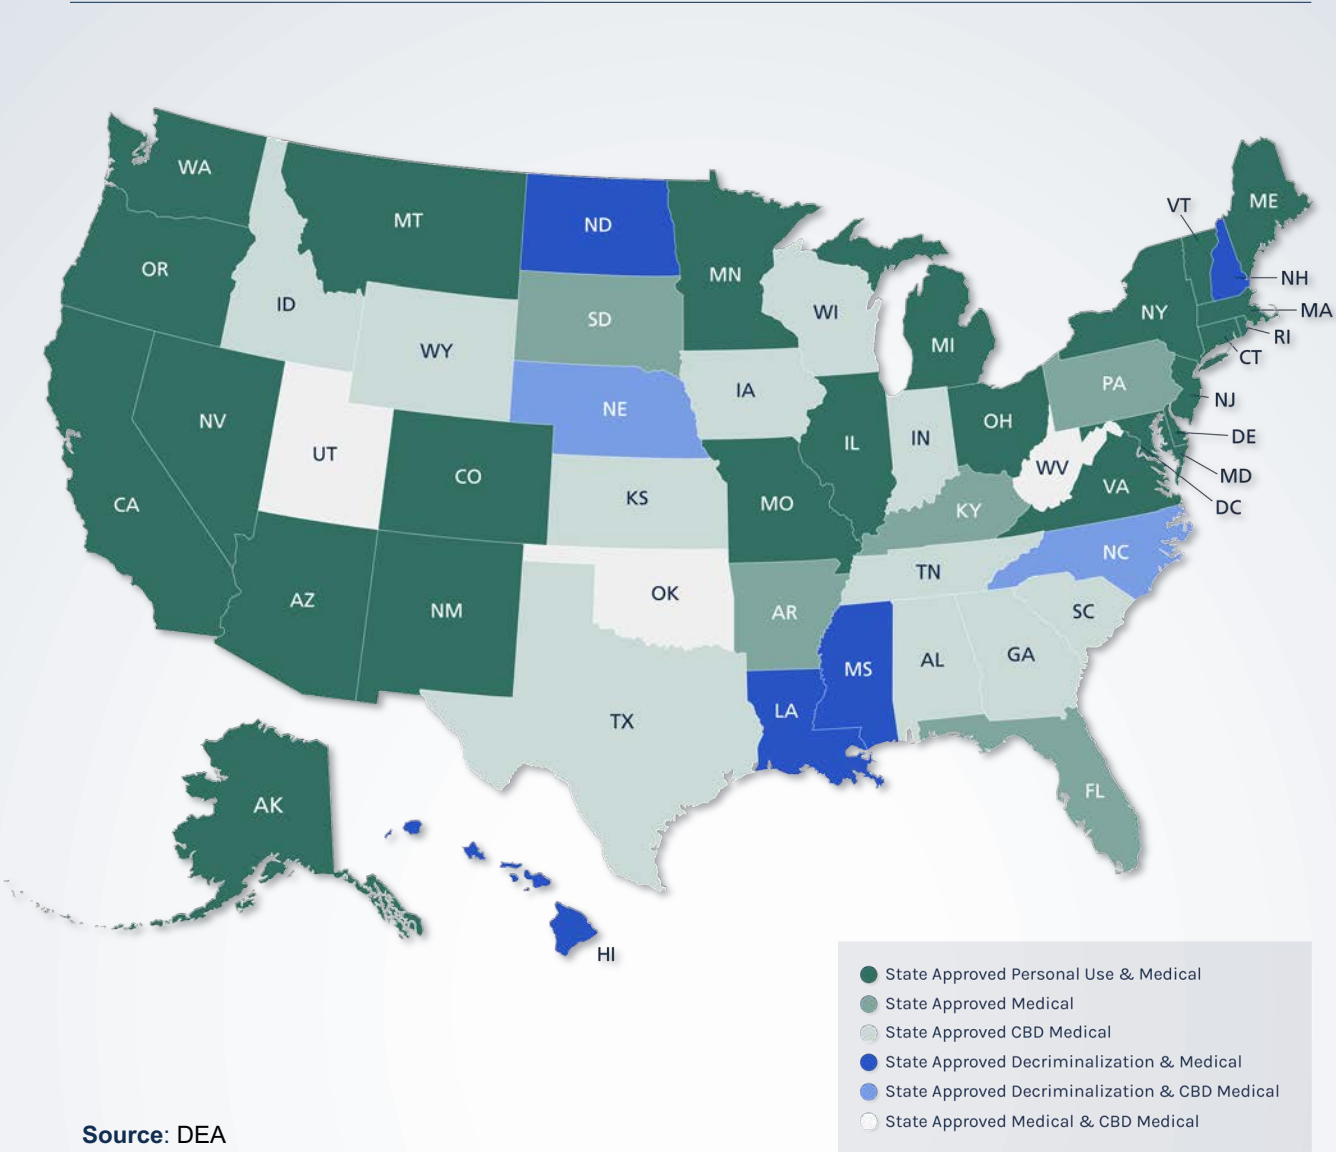 WA
MT
ND
MN
VT
ME
OR
ID
SD
WI
NH
NY
MA
WY
MI
RI
CT
IA
PA
NE
NJ
NV
UT
CO
IL
IN
OH
DE
WV
MD
CA
KS
MO
KY
VA
DC
NC
AZ
NM
OK
AR
TN
SC
MS
AL
GA
TX
LA
FL
AK
HI
State Approved Personal Use & Medical
State Approved Medical
State Approved CBD Medical
State Approved Decriminalization & Medical
State Approved Decriminalization & CBD Medical
State Approved Medical & CBD Medical
Source: DEA